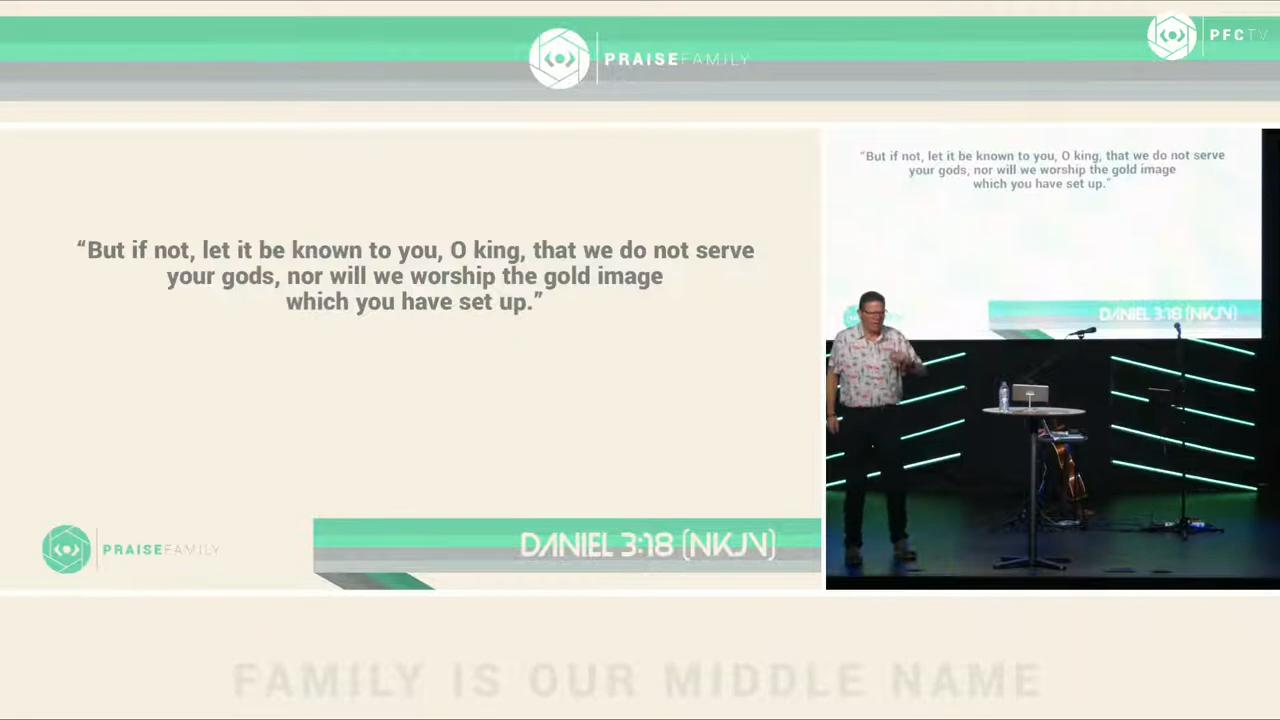 PRAISEFAMILY
PFCTV
“But if not, let it be known to you, O king, that we do not serve
your gods, nor will we worship the gold image
which you have set up.”
PRAISEFAMILY
DANIEL 3:18 (NKJV)
“But if not, let it be known to you, O king, that we do not serve
your gods, nor will we worship the gold image
which you have set up.”
DANIEL 3:18 (NKJV)
FAMILY IS OUR MIDDLE NAME